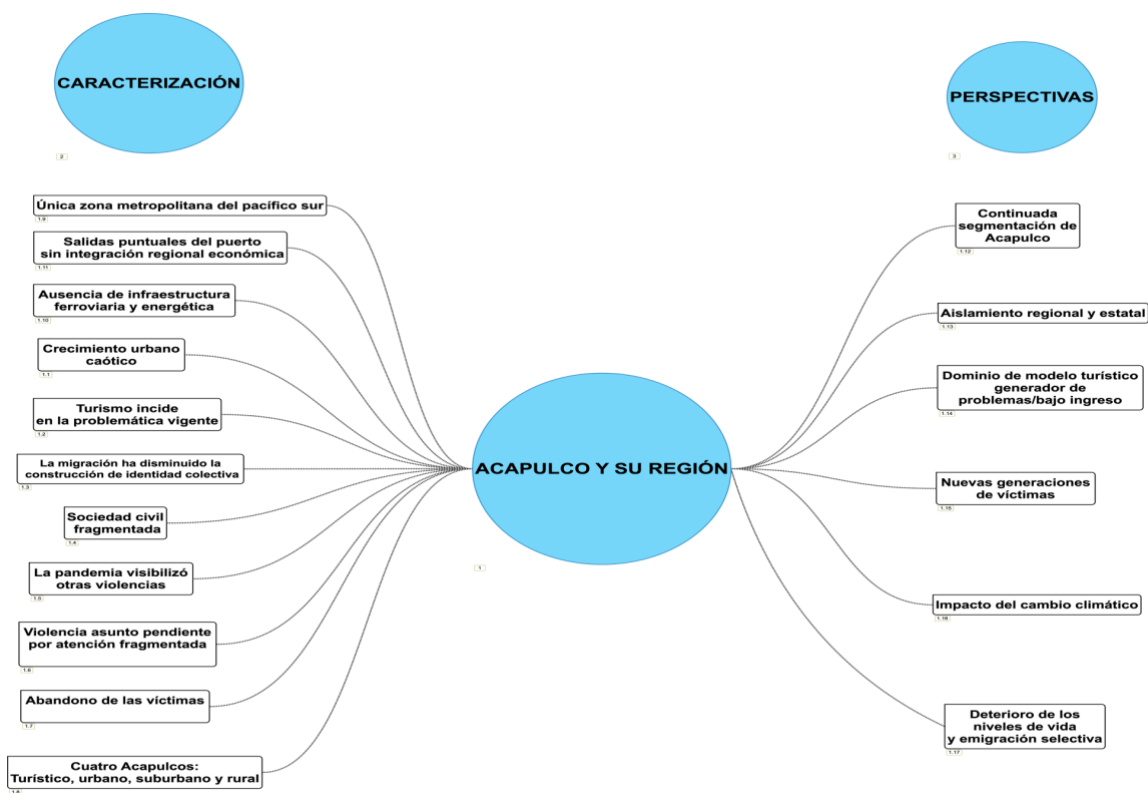 CARACTERIZACIÓN
2
Única zona metropolitana del pacífico sur
1.9
Salidas puntuales del puerto
sin integración regional económica
1.11
Ausencia de infraestructura
ferroviaria y energética
1.10
Crecimiento urbano
caótico
1.1
Turismo incide
en la problemática vigente
1.2
La migración ha disminuido la
construcción de identidad colectiva
1.3
Sociedad civil
fragmentada
1.4
La pandemia visibilizó
otras violencias
1.5
Violencia asunto pendiente
por atención fragmentada
1.6
Abandono de las víctimas
1.7
Cuatro Acapulcos:
Turístico, urbano, suburbano y rural
1.8
ACAPULCO Y SU REGIÓN
1
PERSPECTIVAS
3
Continuada
segmentación de
Acapulco
1.12
Aislamiento regional y estatal
1.13
Dominio de modelo turístico
generador de
problemas/bajo ingreso
1.14
Nuevas generaciones
de víctimas
1.15
Impacto del cambio climático
1.16
Deterioro de los
niveles de vida
y emigración selectiva
1.17